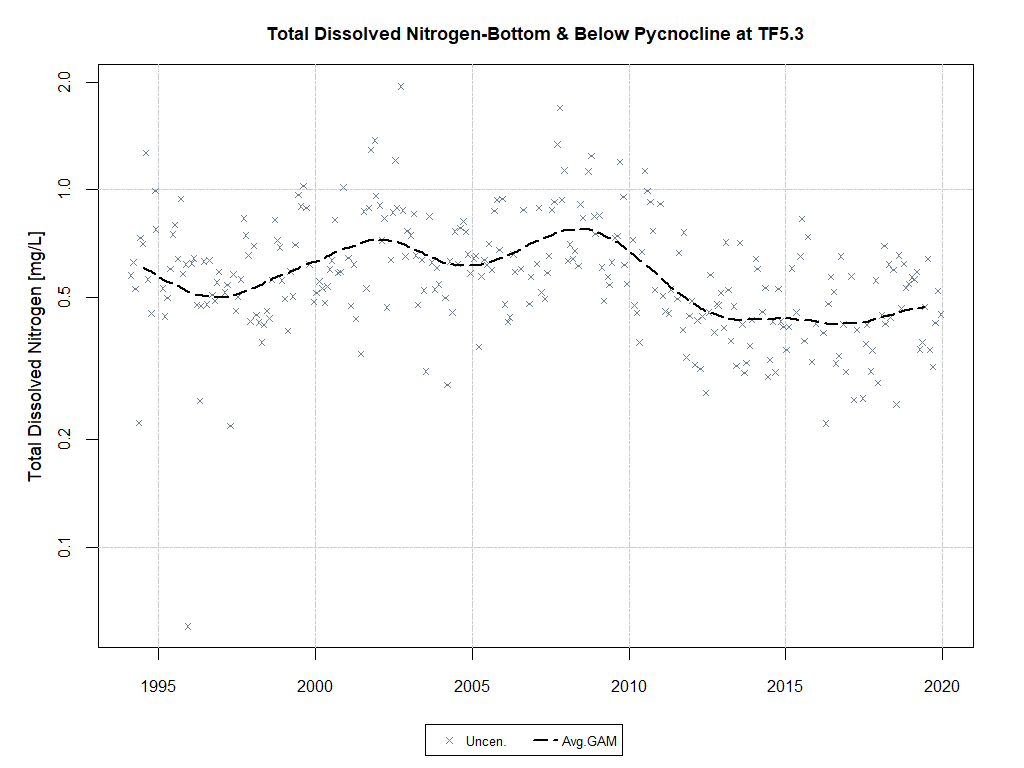 Total Dissolved Nitrogen-Bottom & Below Pycnocline at TF5.3
Total Dissolved Nitrogen [mg/L]
2.0
1.0
0.5
0.2
0.1
1995 2000 2005 2010 2015 2020
Uncen. Avg.GAM